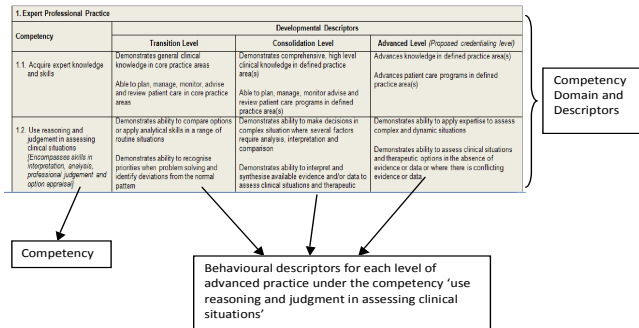 1. Expert Professional Practice
Competency
Developmental Descriptors
Transition Level
Consolidation Level
Advanced Level (Proposed credentialing level)
1.1. Acquire expert knowledge
and skills
Demonstrates general clinical
knowledge in core practice areas
Able to plan, manage, monitor, advise
and review patient care in core practice
areas
Demonstrates comprehensive, high level
clinical knowledge in defined practice
area(s)
Able to plan, manage, monitor advise and
review patient care programs in defined
practice area(s)
Advances knowledge in defined practice area(s)
Advances patient care programs in defined
practice area(s)
1.2. Use reasoning and
judgement in assessing
clinical situations
[Encompasses skills in
interpretation, analysis,
professional judgement and
option appraisal]
Demonstrates ability to compare options
or apply analytical skills in a range of
routine situations
Demonstrates ability to recognise
priorities when problem solving and
identify deviations from the normal
pattern
Demonstrates ability to make decisions in
complex situation where several factors
require analysis, interpretation and
comparison
Demonstrates ability to interpret and
synthesise available evidence and/or data to
assess clinical situations and therapeutic
Demonstrates ability to apply expertise to assess
complex and dynamic situations
Demonstrates ability to assess clinical situations
and therapeutic options in the absence of
evidence or data or where there is conflicting
evidence or data
Competency
Domain and
Descriptors
Competency
Behavioural descriptors for each level of
advanced practice under the competency ‘use
reasoning and judgment in assessing clinical
situations’